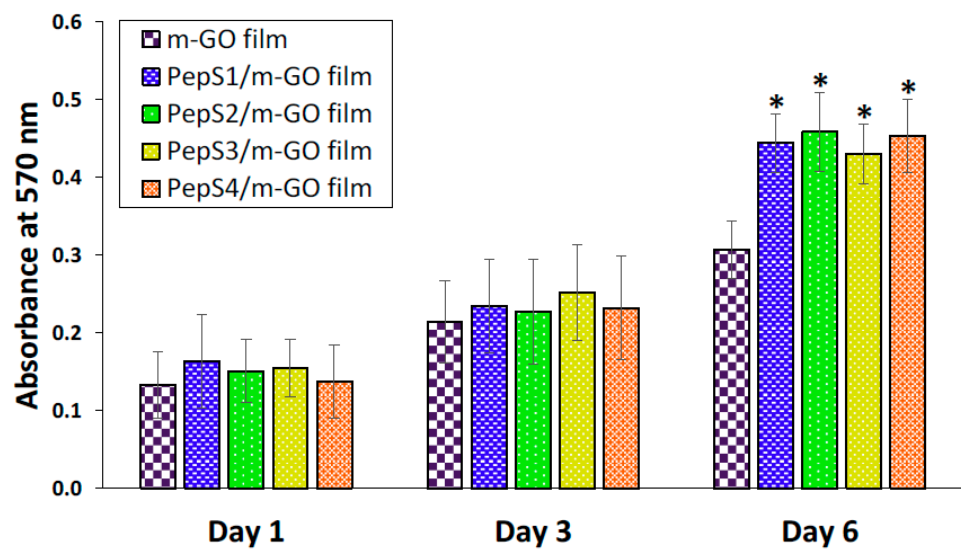 Absorbance at 570 nm
0.6
0.5
0.4
0.3
0.2
0.1
0.0
m-GO film
PepS1/m-GO film
PepS2/m-GO film
PepS3/m-GO film
PepS4/m-GO film
* * * *
Day 1 Day 3 Day 6